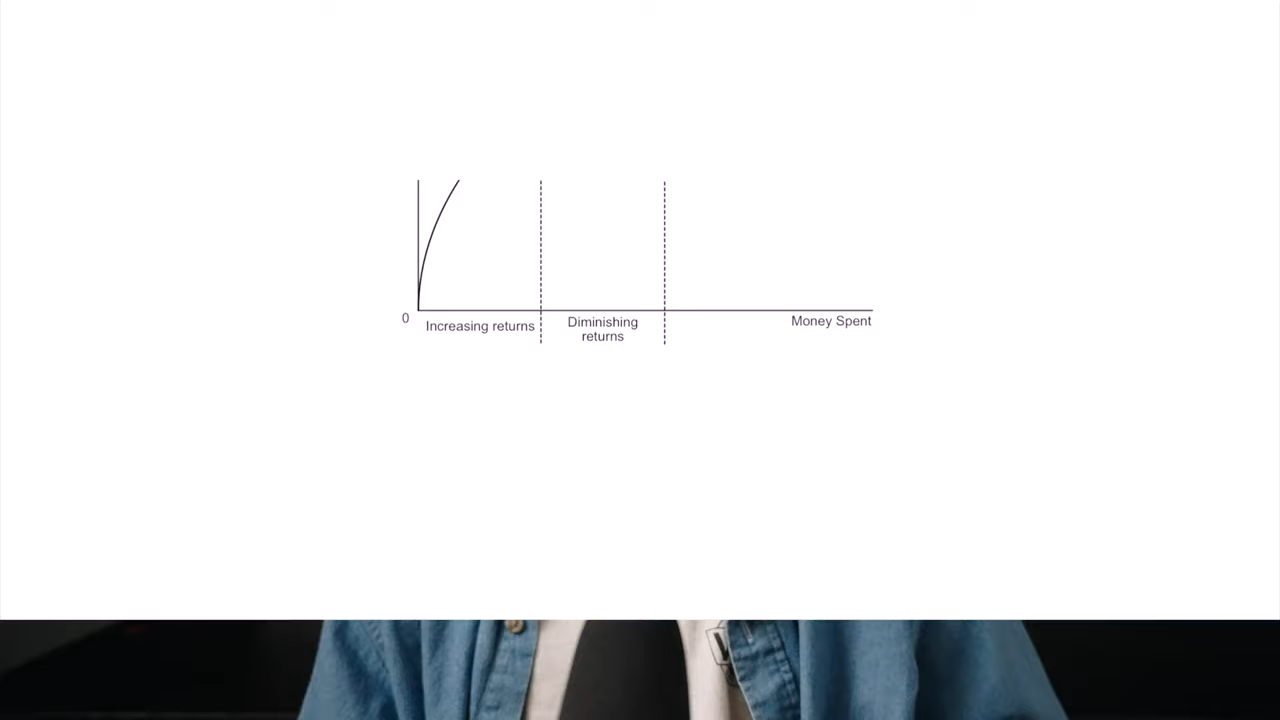 0
Increasing returns
Diminishing
returns
Money Spent